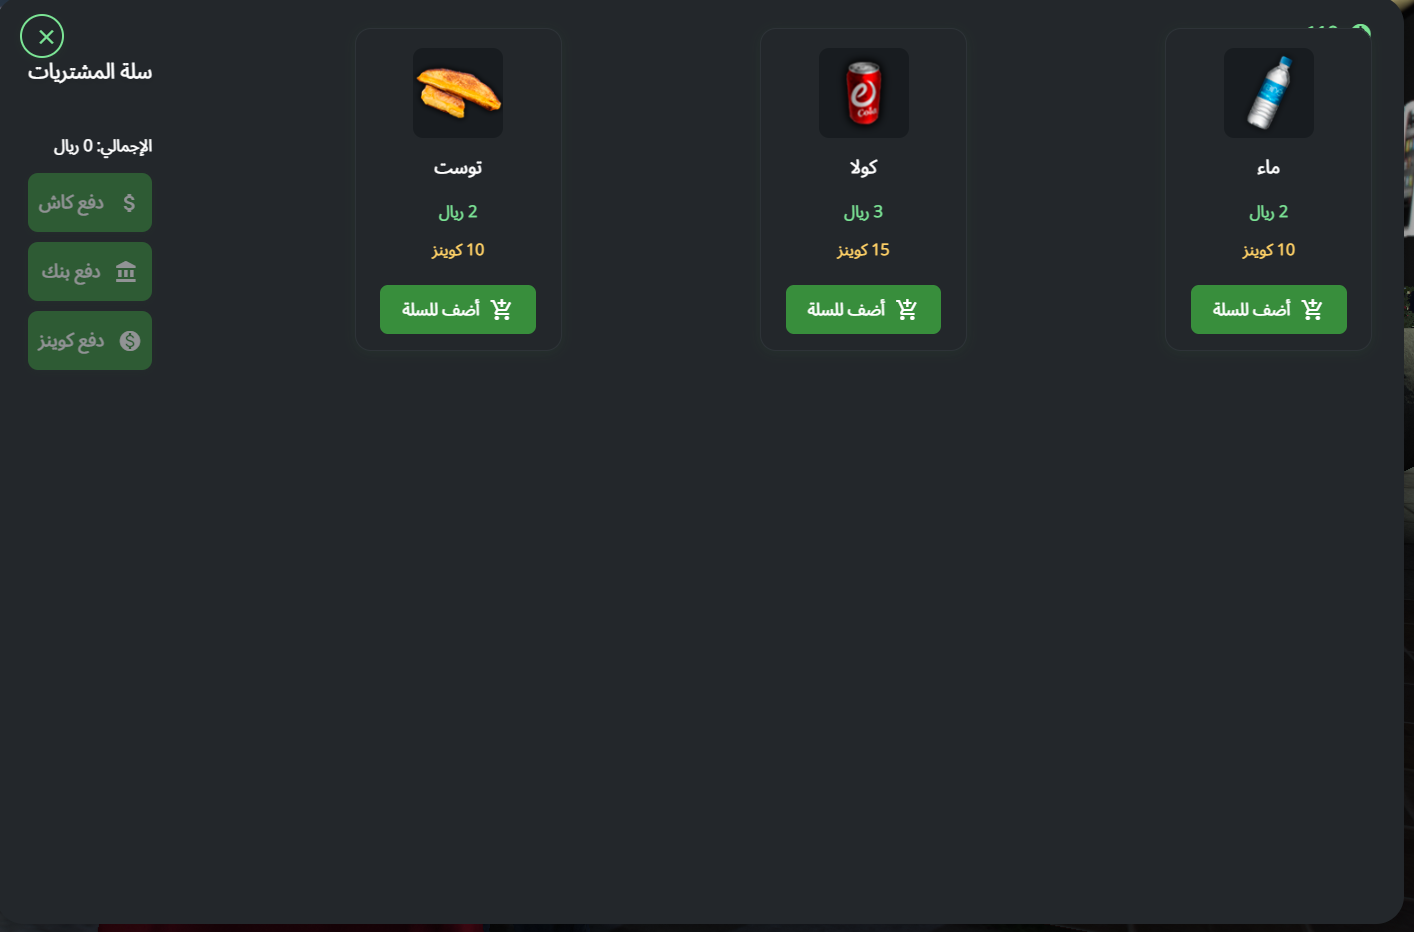 ماء
2 ريال
10 كوينز
أضف للسلة
كولا
3 ريال
15 كوينز
أضف للسلة
توست
2 ريال
10 كوينز
أضف للسلة
سلة المشتريات
الإجمالي: 0 ريال
دفع كاش
دفع بنك
دفع كوينز